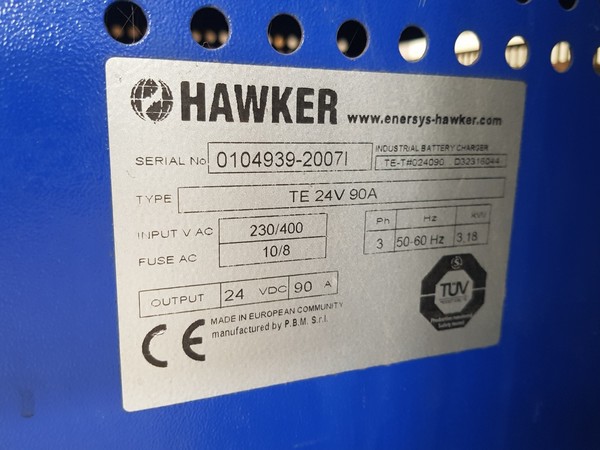 HAWKER www.enersys-hawker.com
SERIAL No 0104939-2007I
INDUSTRIAL BATTERY CHARGER
TE-T#024090 D32316044
TYPE TE 24V 90A
INPUT V AC 230/400
FUSE AC 10/8
Ph Hz KVA
3 50-60 Hz 3,18
OUTPUT 24 VDC 90 A
MADE IN EUROPEAN COMMUNITY
manufactured by P.B.M. S.r.l.
CE
TÜV